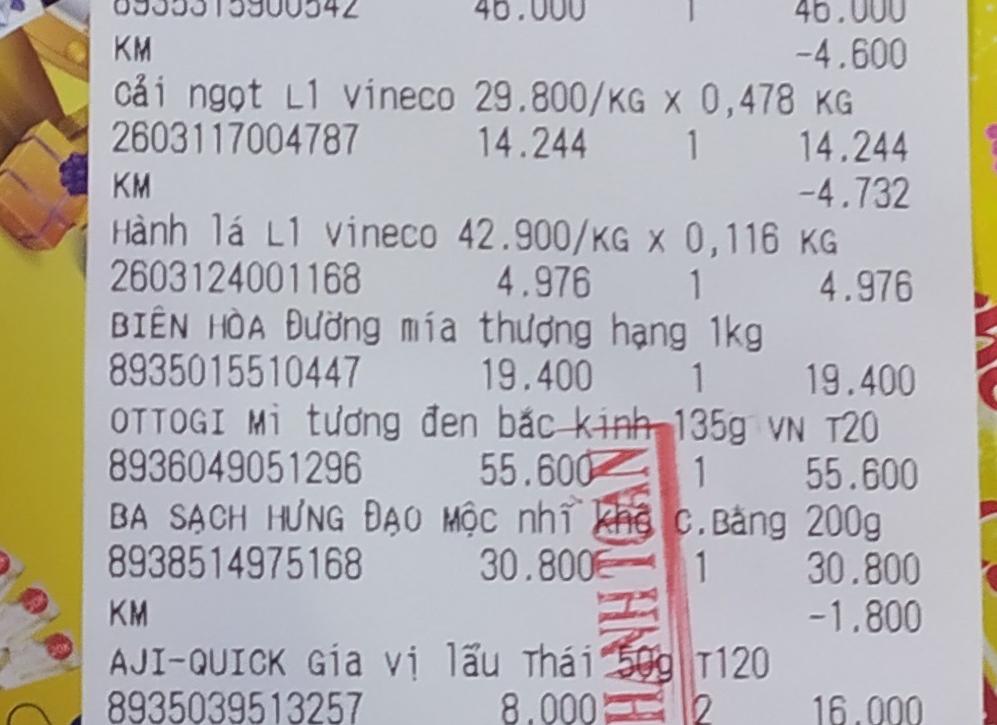 8935315900542 46.000 1 46.000
KM -4.600
Cải ngọt L1 Vineco 29.800/KG x 0,478 KG
2603117004787 14.244 1 14.244
KM -4.732
Hành lá L1 Vineco 42.900/KG x 0,116 KG
2603124001168 4.976 1 4.976
BIÊN HÒA Đường mía thượng hạng 1kg
8935015510447 19.400 1 19.400
OTTOGI Mì tương đen bắc kinh 135g VN T20
8936049051296 55.600 1 55.600
BA SẠCH HƯNG ĐẠO Mộc nhĩ khô C.Bằng 200g
8938514975168 30.800 1 30.800
KM -1.800
AJI-QUICK Gia vị lẩu Thái 50g T120
8935039513257 8.000 2 16.000
HANH TOAN